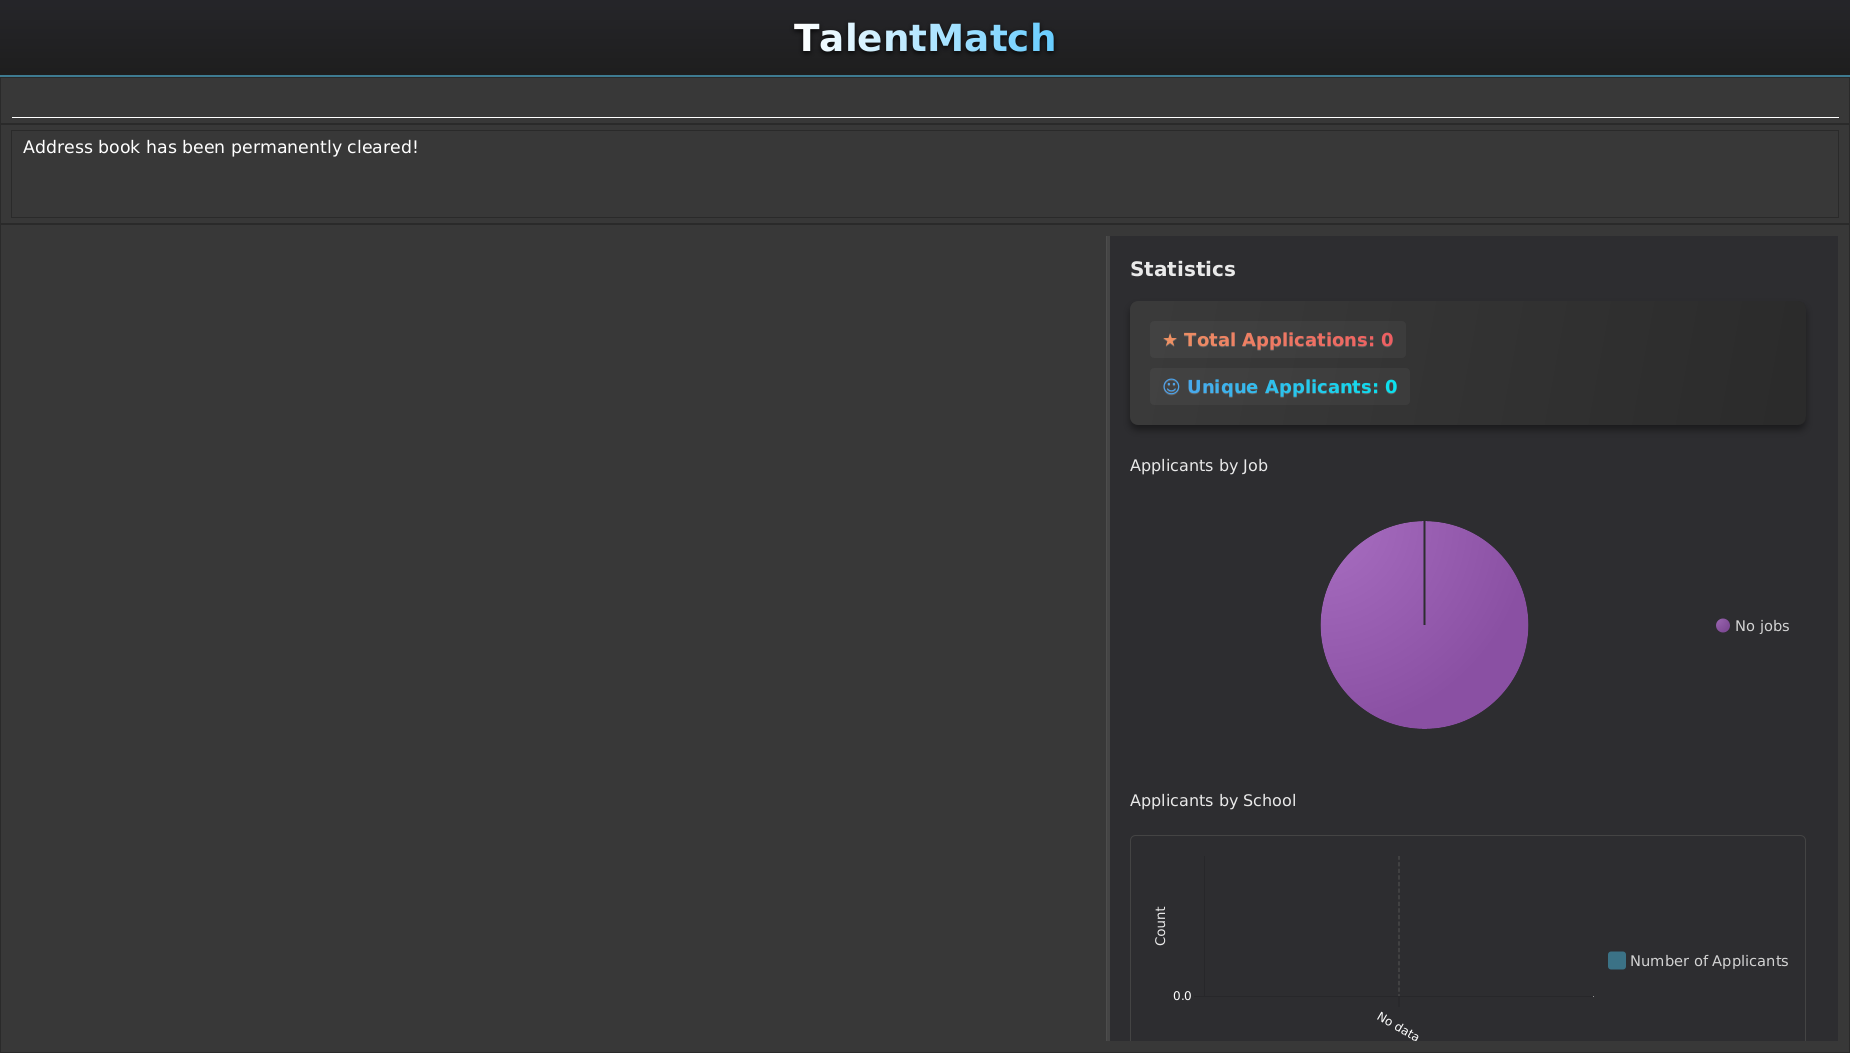 TalentMatch
Address book has been permanently cleared!
Statistics
★ Total Applications: 0
☺ Unique Applicants: 0
Applicants by Job
No jobs
Applicants by School
Count
Number of Applicants
0.0
No data